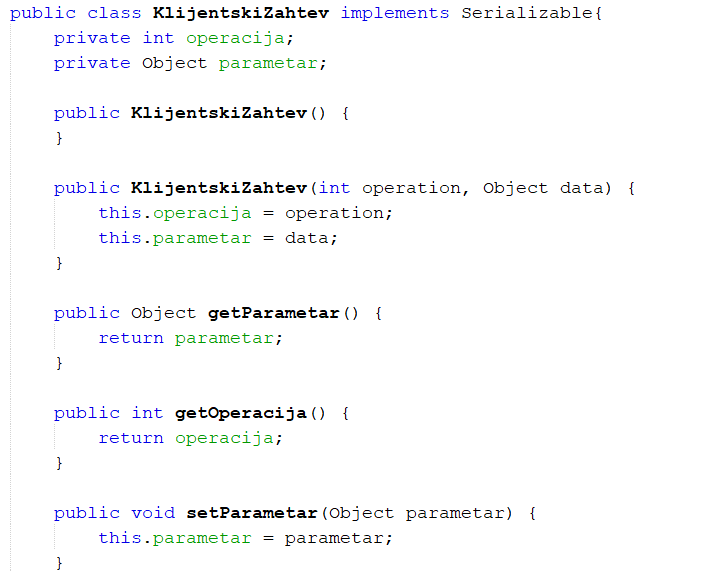 public class KlijentskiZahtev implements Serializable{
    private int operacija;
    private Object parametar;

    public KlijentskiZahtev() {
    }

    public KlijentskiZahtev(int operation, Object data) {
        this.operacija = operation;
        this.parametar = data;
    }

    public Object getParametar() {
        return parametar;
    }

    public int getOperacija() {
        return operacija;
    }

    public void setParametar(Object parametar) {
        this.parametar = parametar;
    }